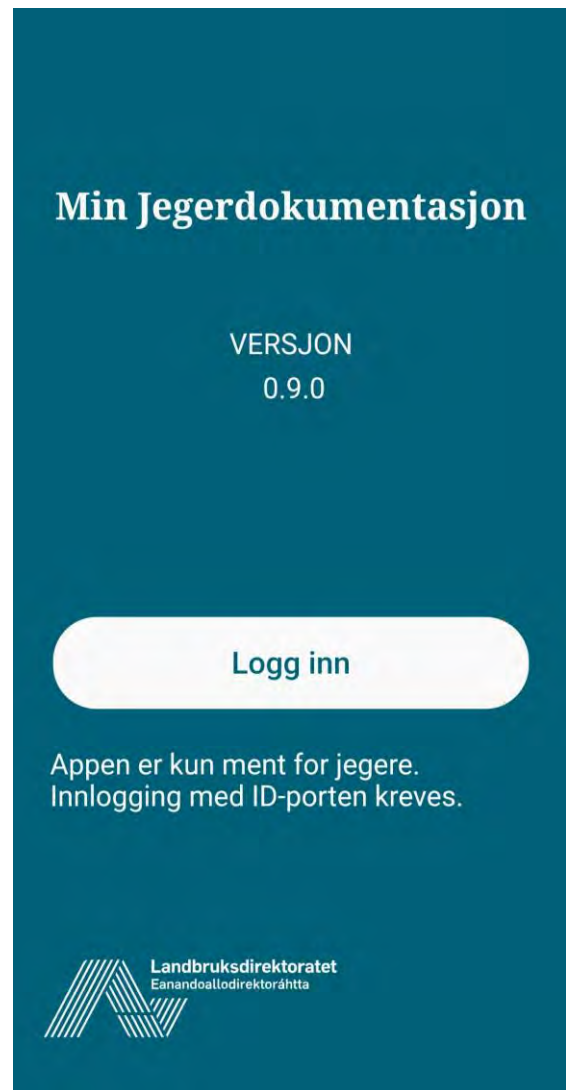 Min Jegerdokumentasjon
VERSJON
0.9.0
Logg inn
Appen er kun ment for jegere.
Innlogging med ID-porten kreves.
Landbruksdirektoratet
Eanandoallodirektoráhtta